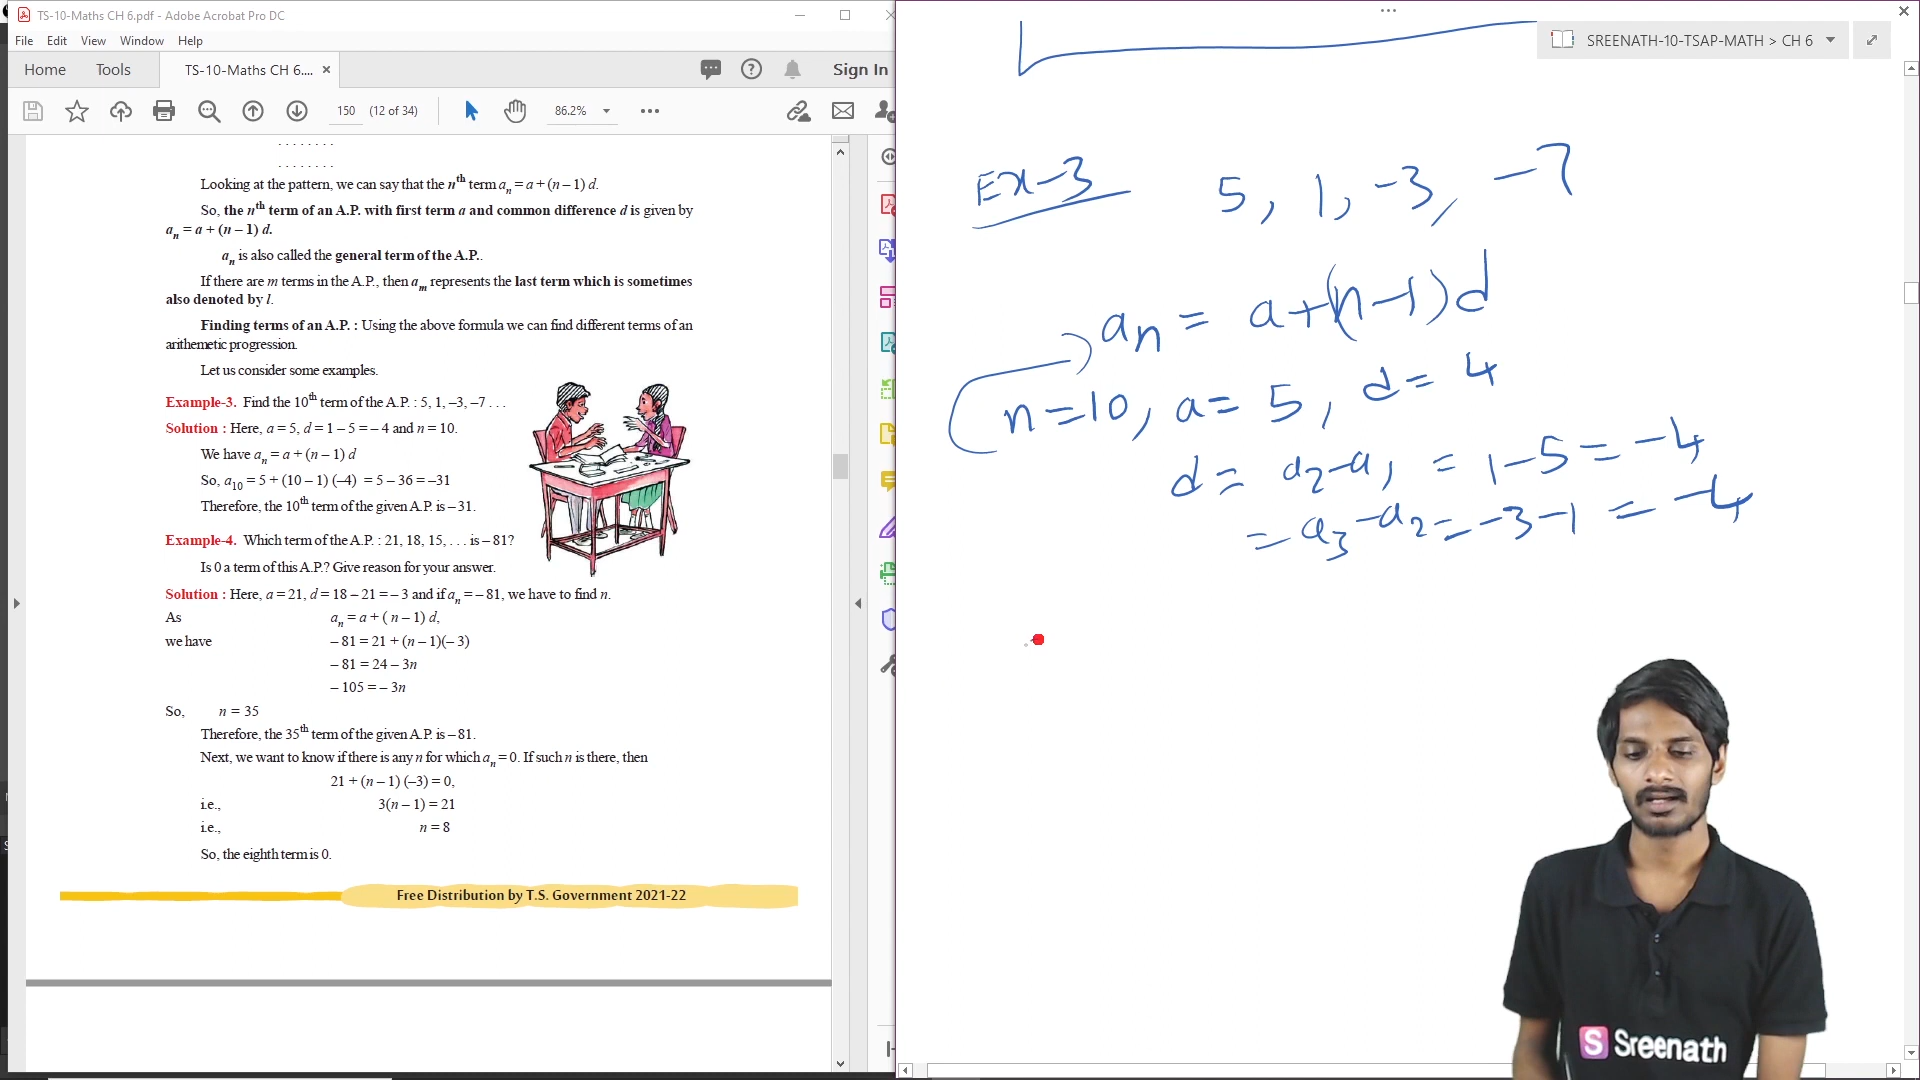 TS-10-Maths CH 6.pdf - Adobe Acrobat Pro DC
File Edit View Window Help
Home Tools TS-10-Maths CH 6.... × Sign In
150 (12 of 34) 86.2%
. . . . . . . .
. . . . . . . .
Looking at the pattern, we can say that the nth term an = a + (n – 1) d.
So, the nth term of an A.P. with first term a and common difference d is given by
an = a + (n – 1) d.
an is also called the general term of the A.P..
If there are m terms in the A.P., then am represents the last term which is sometimes
also denoted by l.
Finding terms of an A.P. : Using the above formula we can find different terms of an
arithemetic progression.
Let us consider some examples.
Example-3. Find the 10th term of the A.P. : 5, 1, –3, –7 . . .
Solution : Here, a = 5, d = 1 – 5 = – 4 and n = 10.
We have an = a + (n – 1) d
So, a10 = 5 + (10 – 1) (–4) = 5 – 36 = –31
Therefore, the 10th term of the given A.P. is – 31.
Example-4. Which term of the A.P. : 21, 18, 15, . . . is – 81?
Is 0 a term of this A.P.? Give reason for your answer.
Solution : Here, a = 21, d = 18 – 21 = – 3 and if an = – 81, we have to find n.
As an = a + ( n – 1) d,
we have – 81 = 21 + (n – 1)(– 3)
– 81 = 24 – 3n
– 105 = – 3n
So, n = 35
Therefore, the 35th term of the given A.P. is – 81.
Next, we want to know if there is any n for which an = 0. If such n is there, then
21 + (n – 1) (–3) = 0,
i.e., 3(n – 1) = 21
i.e., n = 8
So, the eighth term is 0.
Free Distribution by T.S. Government 2021-22
SREENATH-10-TSAP-MATH > CH 6
Ex-3 5, 1, -3, -7
an = a+(n-1)d
n=10, a= 5, d= 4
d= a2-a1 = 1-5= -4
= a3-a2= -3-1 = -4
S Sreenath